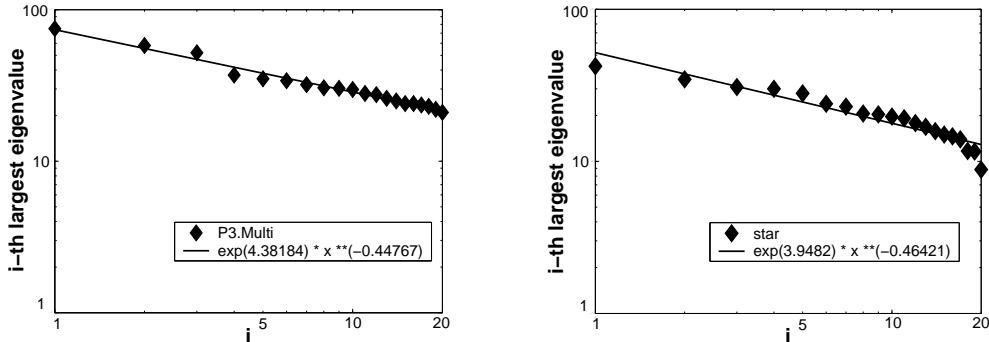 100
10
1
i−th largest eigenvalue
P3.Multi
exp(4.38184) * x **(−0.44767)
1 5 10 20
i
100
10
1
i−th largest eigenvalue
star
exp(3.9482) * x **(−0.46421)
1 5 10 20
i